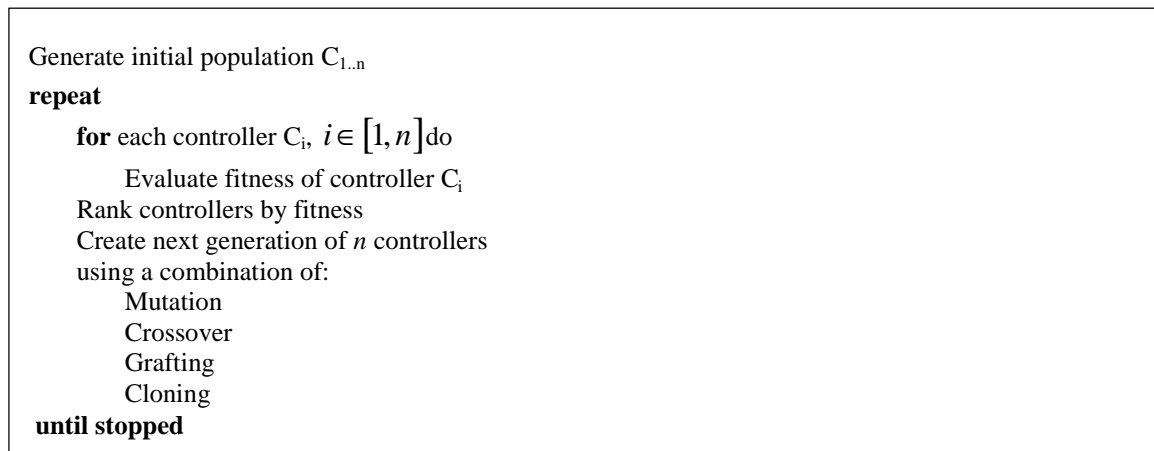 Generate initial population C1..n
repeat
for each controller Ci, i ∈ [1, n] do
Evaluate fitness of controller Ci
Rank controllers by fitness
Create next generation of n controllers
using a combination of:
Mutation
Crossover
Grafting
Cloning
until stopped